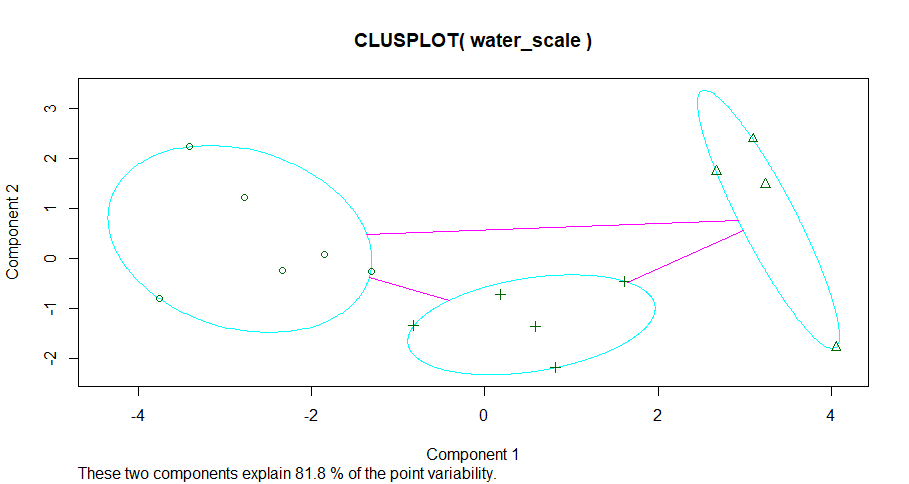 CLUSPLOT( water_scale )
3
2
1
0
-1
-2
Component 2
-4
-2
0
2
4
Component 1
These two components explain 81.8 % of the point variability.